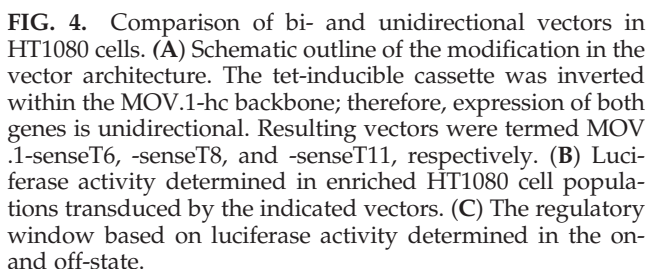 FIG. 4. Comparison of bi- and unidirectional vectors in
HT1080 cells. (A) Schematic outline of the modification in the
vector architecture. The tet-inducible cassette was inverted
within the MOV.1-hc backbone; therefore, expression of both
genes is unidirectional. Resulting vectors were termed MOV
.1-senseT6, -senseT8, and -senseT11, respectively. (B) Luci-
ferase activity determined in enriched HT1080 cell popula-
tions transduced by the indicated vectors. (C) The regulatory
window based on luciferase activity determined in the on-
and off-state.